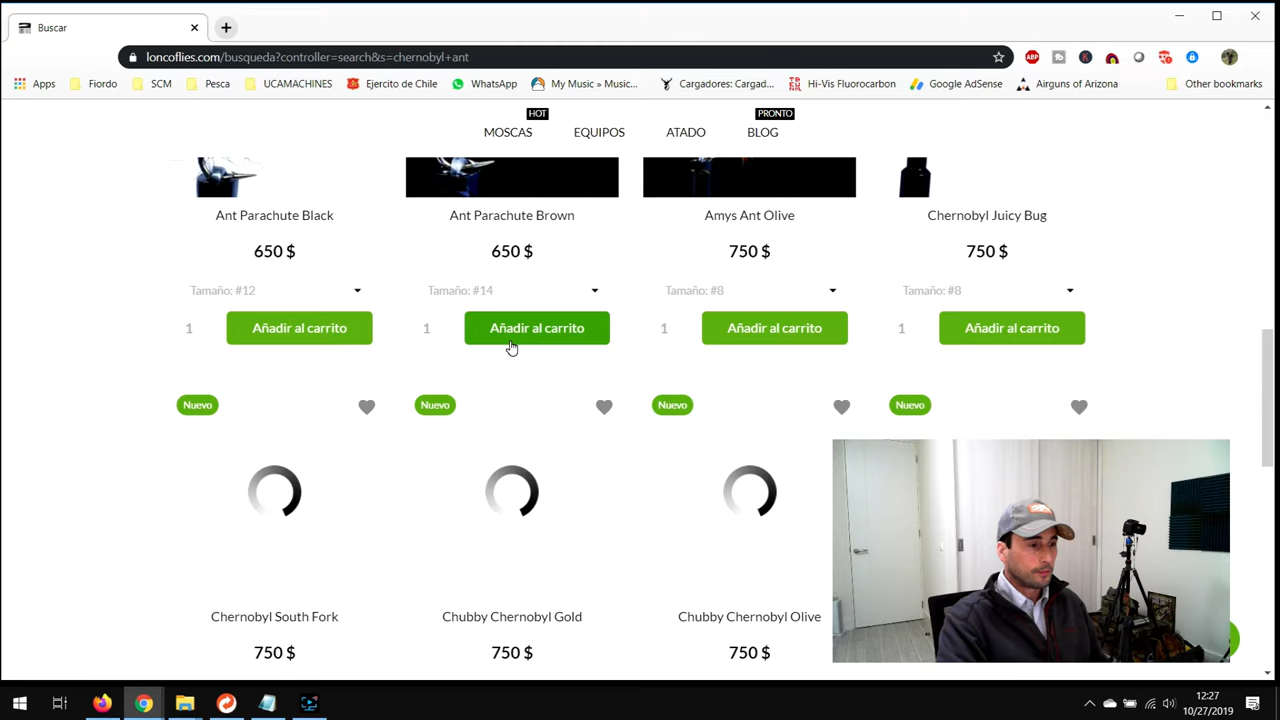 Buscar
loncoflies.com/busqueda?controller=search&s=chernobyl+ant
ABP
Apps Fiordo SCM Pesca UCAMACHINES Ejercito de Chile WhatsApp My Music » Music... Cargadores: Cargad... Hi-Vis Fluorocarbon Google AdSense Airguns of Arizona Other bookmarks
HOT PRONTO
MOSCAS EQUIPOS ATADO BLOG
Ant Parachute Black Ant Parachute Brown Amys Ant Olive Chernobyl Juicy Bug
650 $ 650 $ 750 $ 750 $
Tamaño: #12 Tamaño: #14 Tamaño: #8 Tamaño: #8
1 Añadir al carrito 1 Añadir al carrito 1 Añadir al carrito 1 Añadir al carrito
Nuevo Nuevo Nuevo Nuevo
Chernobyl South Fork Chubby Chernobyl Gold Chubby Chernobyl Olive
750 $ 750 $ 750 $
12:27
10/27/2019